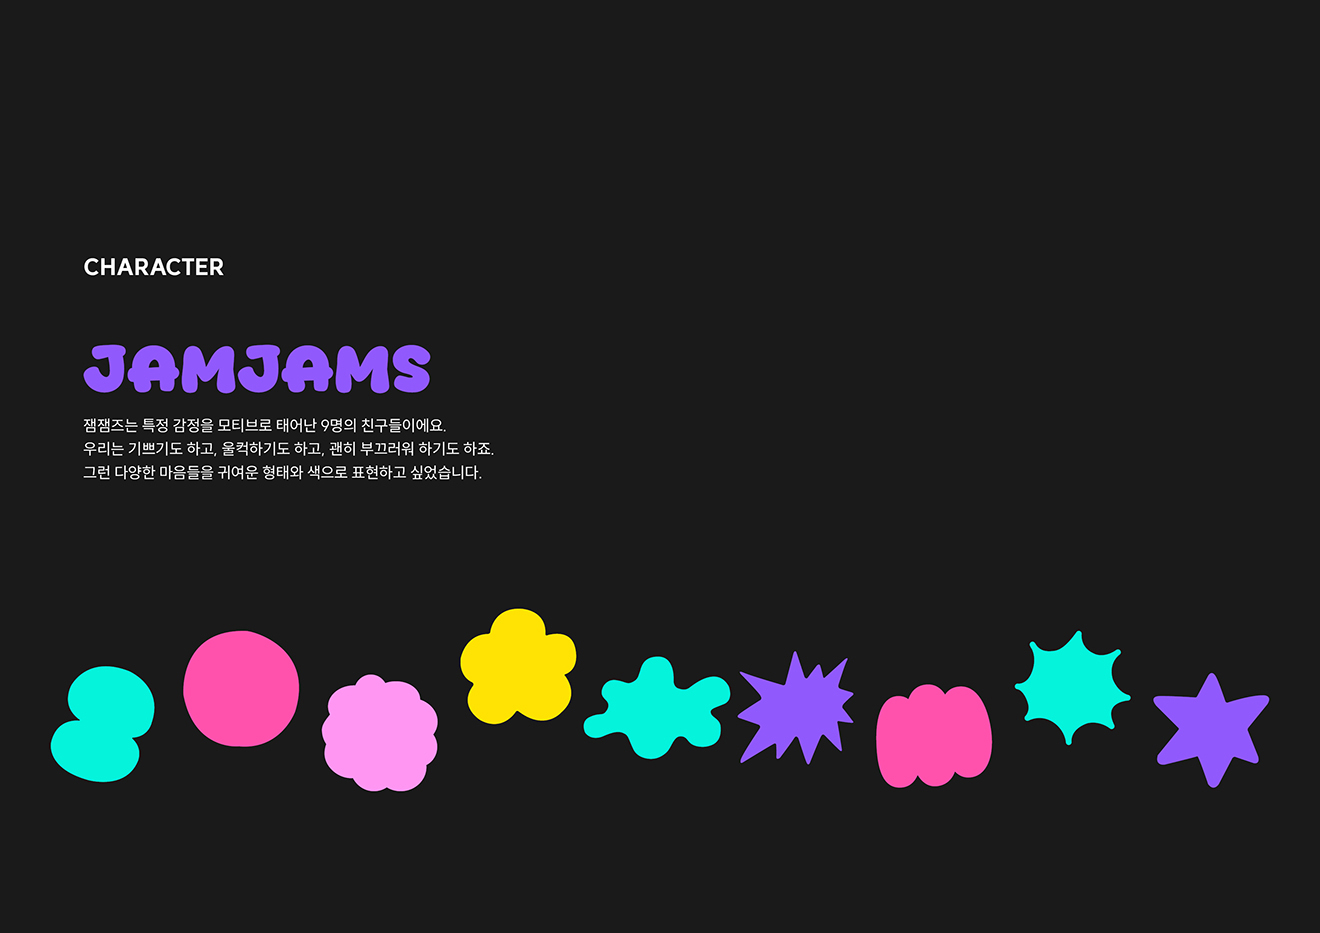 CHARACTER
JAMJAMS
잼잼즈는 특정 감정을 모티브로 태어난 9명의 친구들이에요.
우리는 기쁘기도 하고, 울컥하기도 하고, 괜히 부끄러워 하기도 하죠.
그런 다양한 마음들을 귀여운 형태와 색으로 표현하고 싶었습니다.